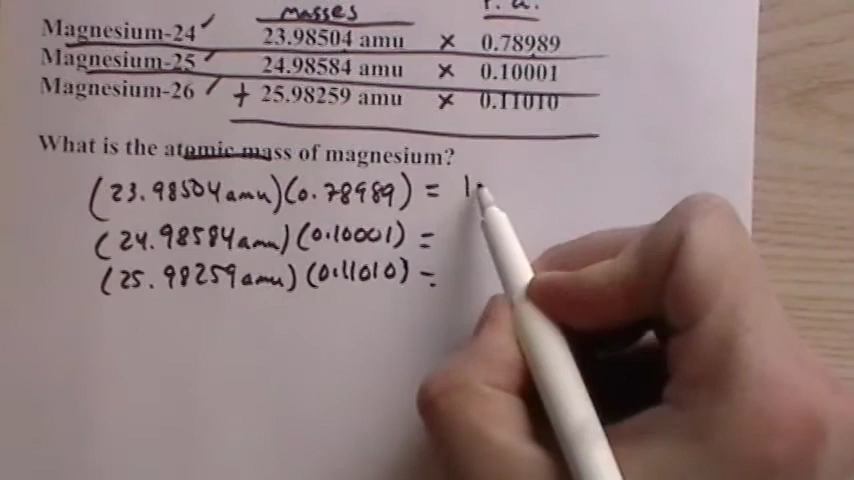 masses r. a.
Magnesium-24 ✓ 23.98504 amu × 0.78989
Magnesium-25 ✓ 24.98584 amu × 0.10001
Magnesium-26 ✓ + 25.98259 amu × 0.11010
What is the atomic mass of magnesium?
(23.98504amu)(0.78989) = 1
(24.98584amu)(0.10001) =
(25.98259amu)(0.11010) =